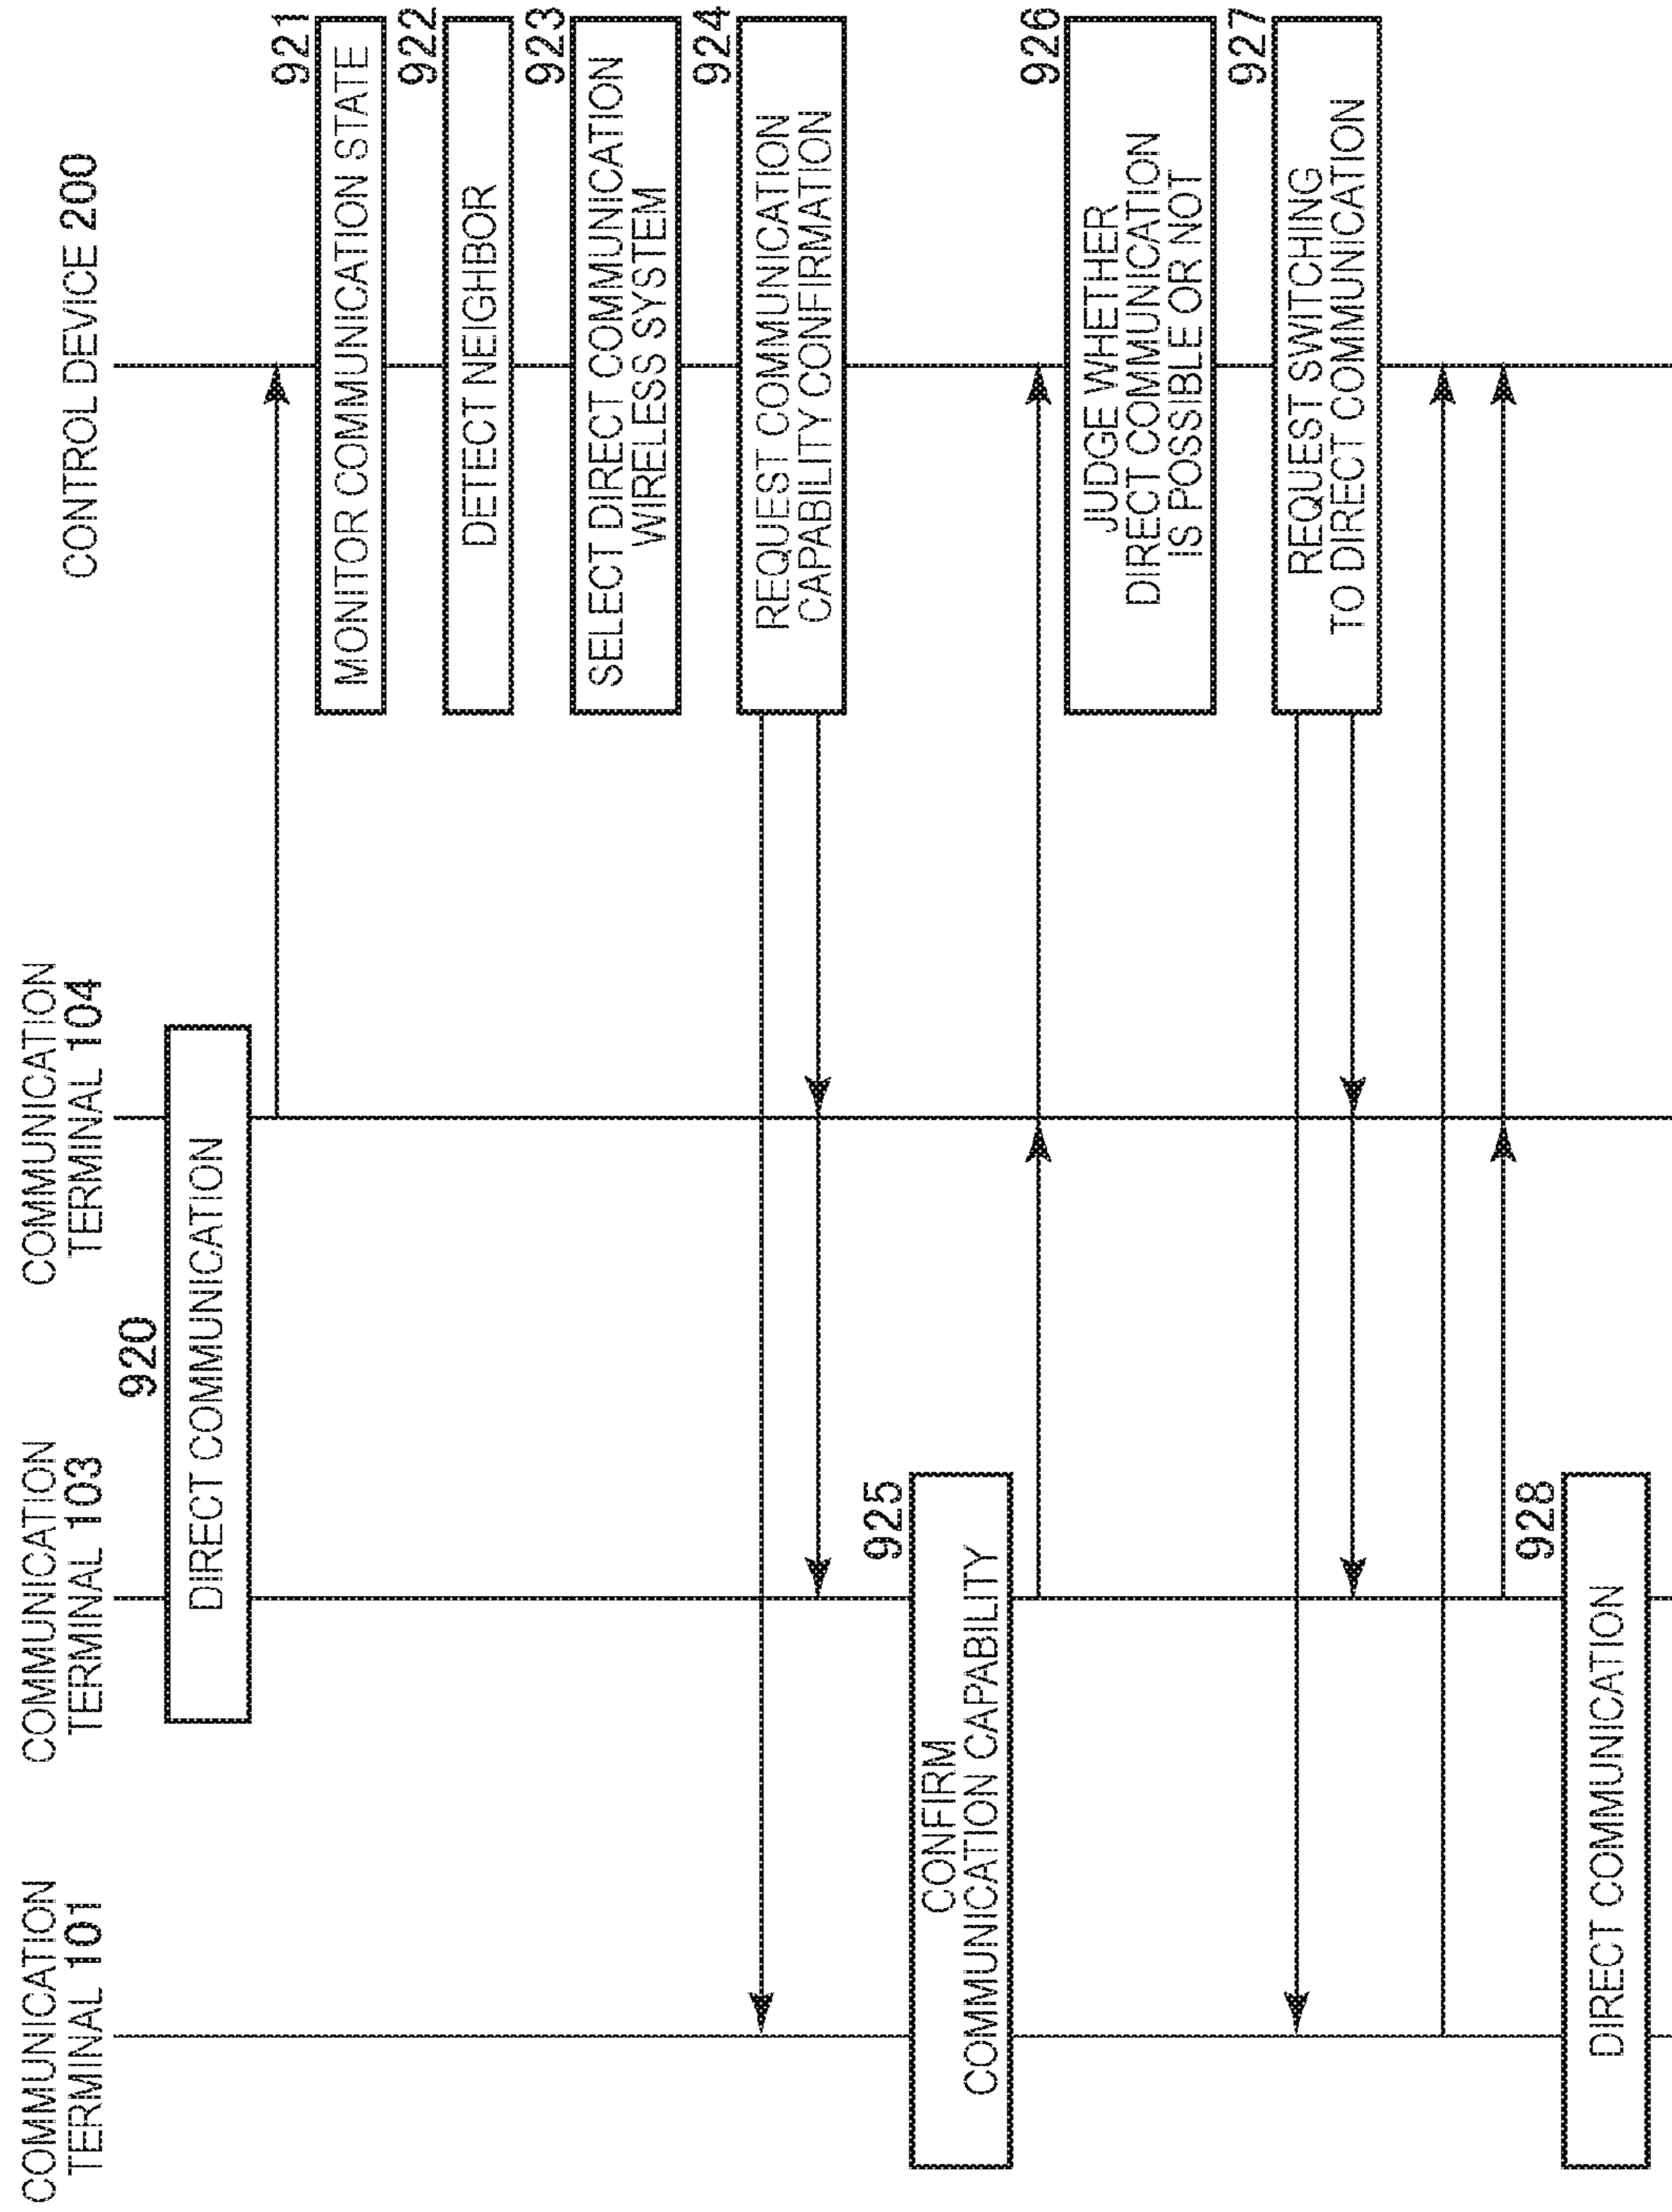 COMMUNICATION
TERMINAL 101
COMMUNICATION
TERMINAL 103
COMMUNICATION
TERMINAL 104
CONTROL DEVICE 200
920
DIRECT COMMUNICATION
921
MONITOR COMMUNICATION STATE
922
DETECT NEIGHBOR
923
SELECT DIRECT COMMUNICATION
WIRELESS SYSTEM
924
REQUEST COMMUNICATION
CAPABILITY CONFIRMATION
925
CONFIRM
COMMUNICATION CAPABILITY
926
JUDGE WHETHER
DIRECT COMMUNICATION
IS POSSIBLE OR NOT
927
REQUEST SWITCHING
TO DIRECT COMMUNICATION
928
DIRECT COMMUNICATION